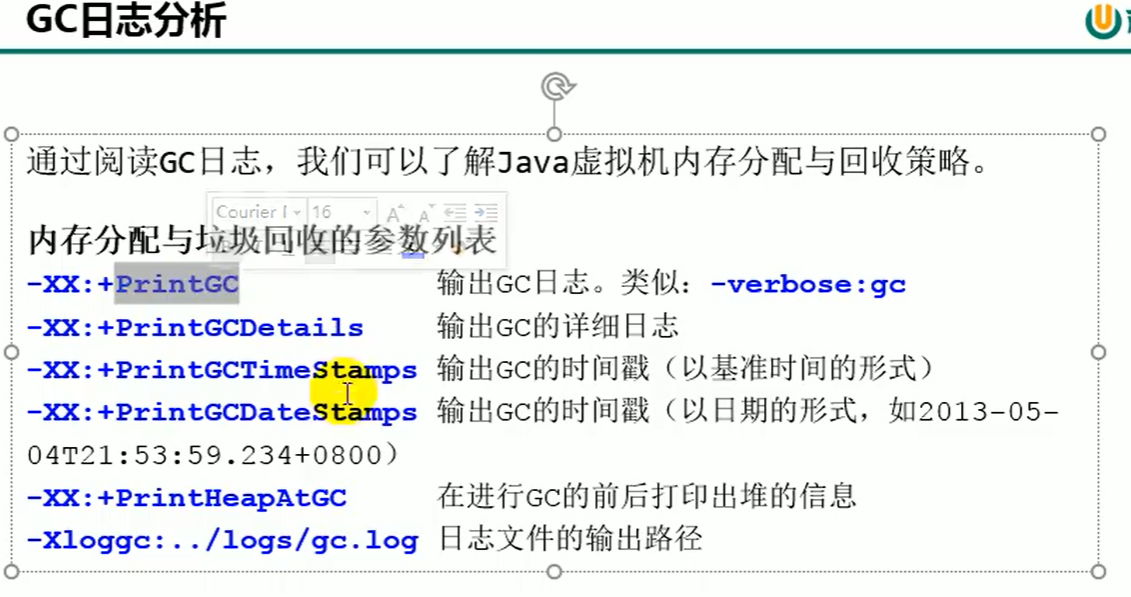 GC日志分析
通过阅读GC日志，我们可以了解Java虚拟机内存分配与回收策略。
Courier 16
内存分配与垃圾回收的参数列表
-XX:+PrintGC 输出GC日志。类似：-verbose:gc
-XX:+PrintGCDetails 输出GC的详细日志
-XX:+PrintGCTimeStamps 输出GC的时间戳（以基准时间的形式）
-XX:+PrintGCDateStamps 输出GC的时间戳（以日期的形式，如2013-05-
04T21:53:59.234+0800）
-XX:+PrintHeapAtGC 在进行GC的前后打印出堆的信息
-Xloggc:../logs/gc.log 日志文件的输出路径